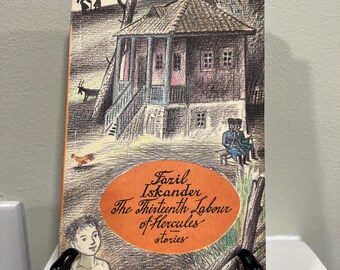 Fazil
Iskander
The Thirteenth Labour
of Hercules
stories